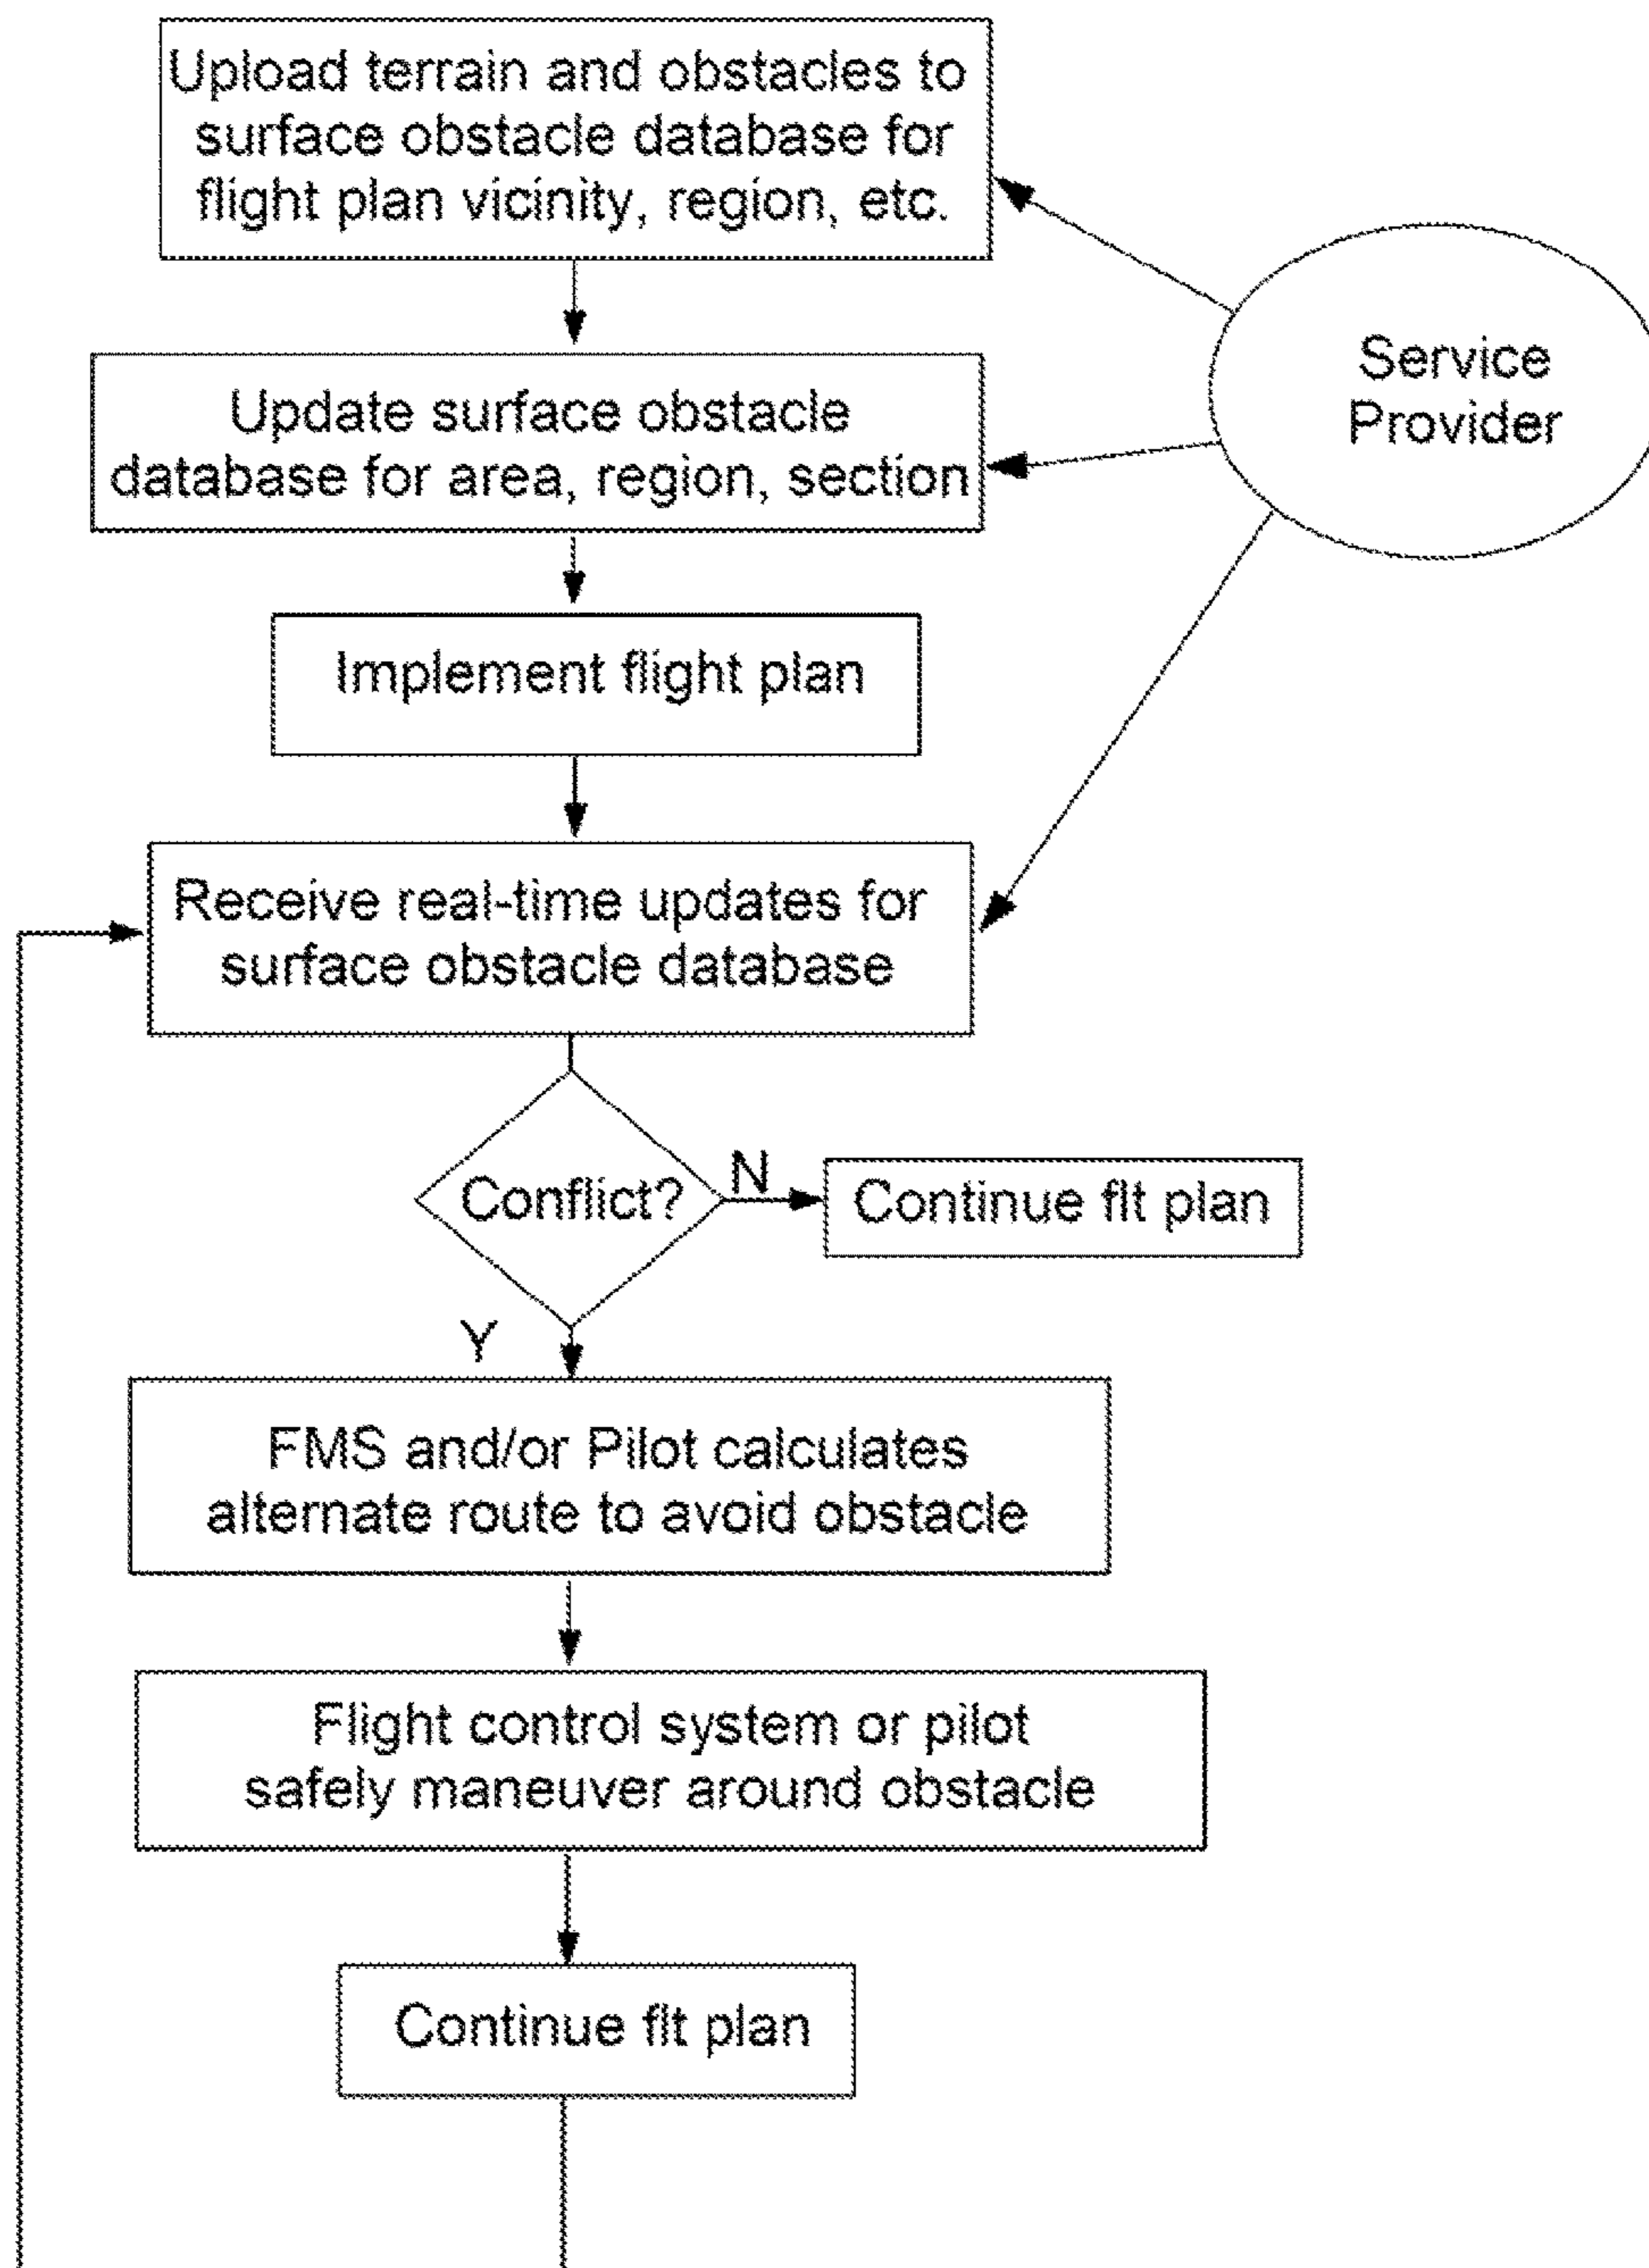 Upload terrain and obstacles to
surface obstacle database for
flight plan vicinity, region, etc.
Service
Provider
Update surface obstacle
database for area, region, section
Implement flight plan
Receive real-time updates for
surface obstacle database
Conflict?
N
Continue flt plan
Y
FMS and/or Pilot calculates
alternate route to avoid obstacle
Flight control system or pilot
safely maneuver around obstacle
Continue flt plan